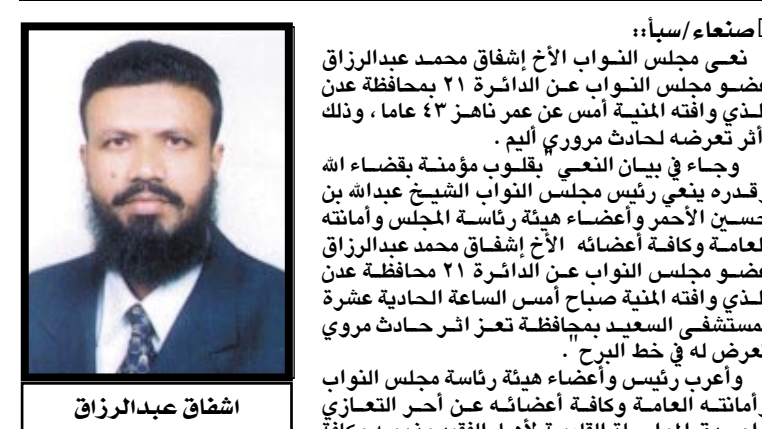 صنعاء/سبأ::
نعى مجلس النواب الأخ إشفاق محمد عبدالرزاق
عضو مجلس النواب عن الدائرة ٢١ بمحافظة عدن
الذي وافته المنية أمس عن عمر ناهز ٤٣ عاما ، وذلك
أثر تعرضه لحادث مروري أليم .
وجاء في بيان النعي "بقلوب مؤمنة بقضاء الله
وقدره ينعي رئيس مجلس النواب الشيخ عبدالله بن
حسين الأحمر وأعضاء هيئة رئاسة المجلس وأمانته
العامة وكافة أعضائه الأخ إشفاق محمد عبدالرزاق
عضو مجلس النواب عن الدائرة ٢١ محافظة عدن
الذي وافته المنية صباح أمس الساعة الحادية عشرة
بمستشفى السعيد بمحافظة تعز اثر حادث مروي
تعرض له في خط البرح".
وأعرب رئيس وأعضاء هيئة رئاسة مجلس النواب
وأمانته العامة وكافة أعضائه عن أحر التعازي
اشفاق عبدالرزاق